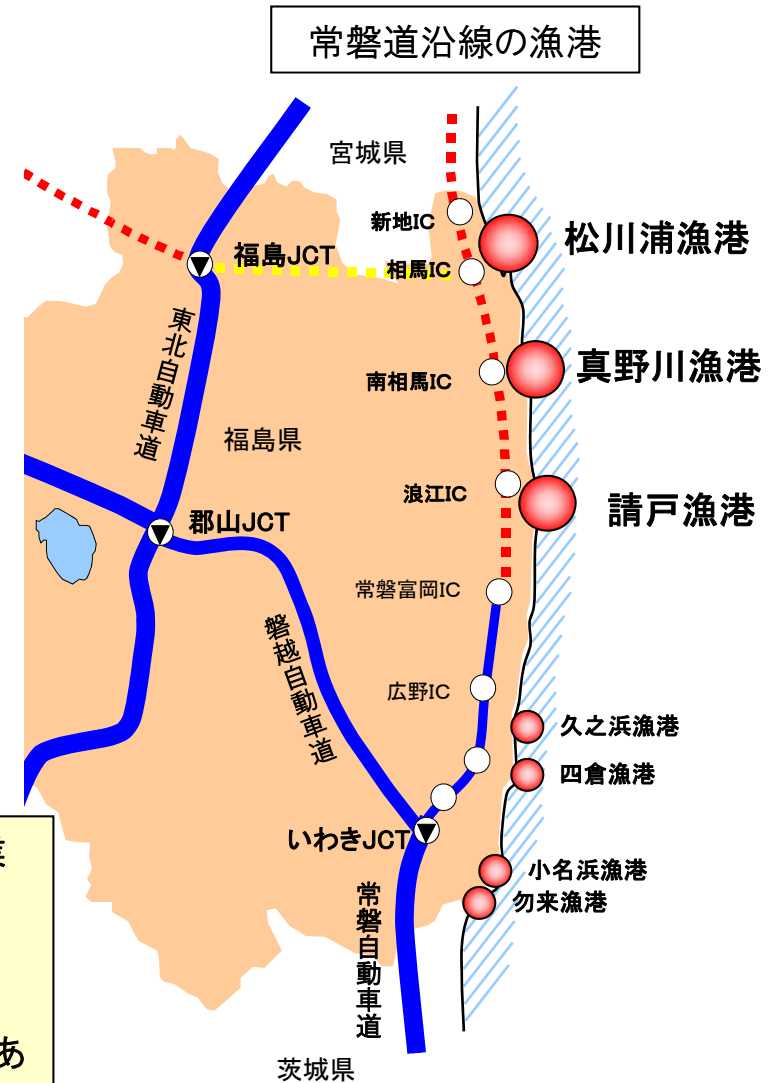 常磐道沿線の漁港
宮城県
新地IC
松川浦漁港
福島JCT
相馬IC
東北自動車道
真野川漁港
南相馬IC
福島県
浪江IC
請戸漁港
郡山JCT
常磐富岡IC
磐越自動車道
広野IC
久之浜漁港
四倉漁港
いわきJCT
小名浜漁港
常磐自動車道
勿来漁港
あ
茨城県